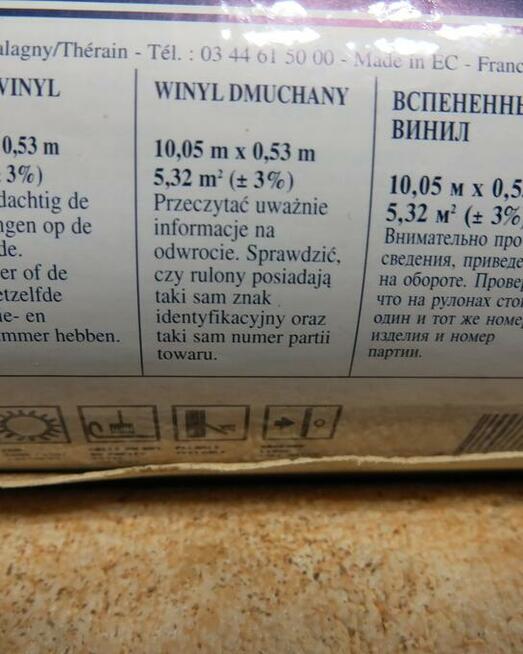 alagny/Thérain - Tél. : 03 44 61 50 00 - Made in EC - Franc
VINYL
0,53 m
± 3%)
dachtig de
ngen op de
de.
er of de
etzelfde
ie- en
ummer hebben.
WINYL DMUCHANY
10,05 m x 0,53 m
5,32 m² (± 3%)
Przeczytać uważnie
informacje na
odwrocie. Sprawdzić,
czy rulony posiadają
taki sam znak
identyfikacyjny oraz
taki sam numer partii
towaru.
ВСПЕНЕНН
ВИНИЛ
10,05 м x 0,5
5,32 м² (± 3%)
Внимательно про
сведения, приведе
на обороте. Провер
что на рулонах сто
один и тот же номе
изделия и номер
партии.